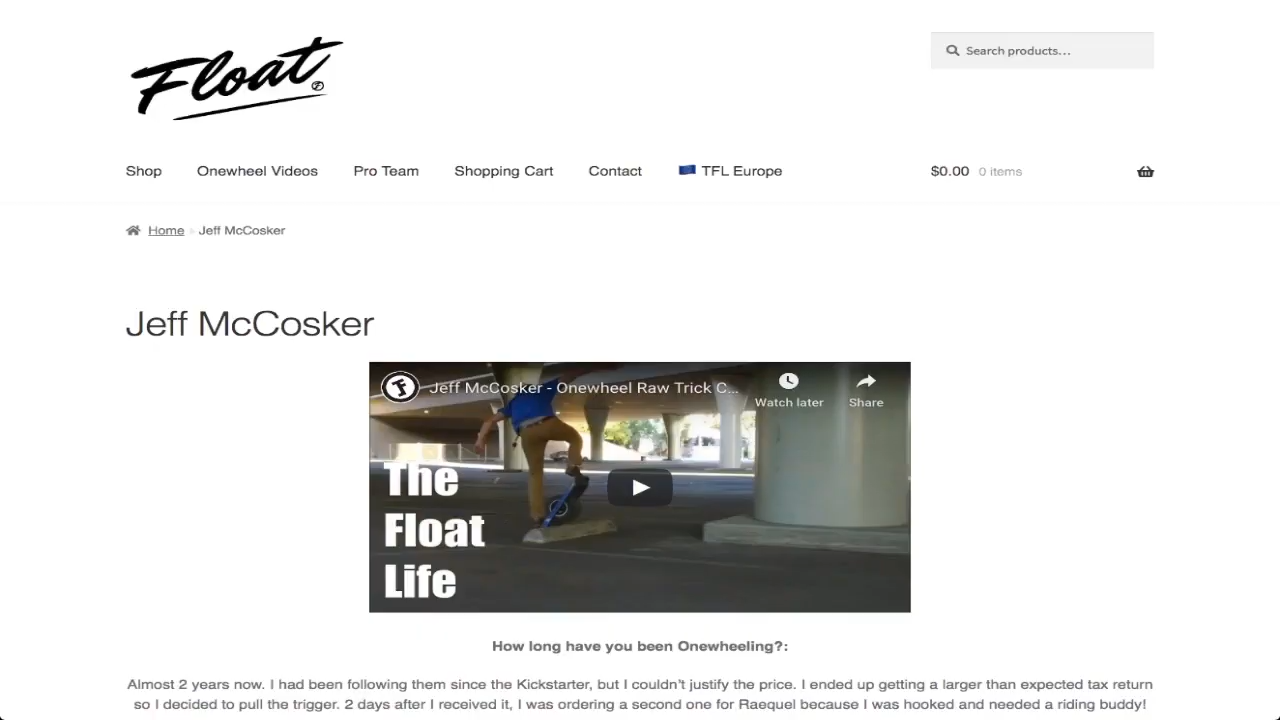 Float
Search products...
Shop
Onewheel Videos
Pro Team
Shopping Cart
Contact
TFL Europe
$0.00 0 items
Home Jeff McCosker
Jeff McCosker
Jeff McCosker - Onewheel Raw Trick C...
Watch later
Share
The
Float
Life
How long have you been Onewheeling?:
Almost 2 years now. I had been following them since the Kickstarter, but I couldn't justify the price. I ended up getting a larger than expected tax return
so I decided to pull the trigger. 2 days after I received it, I was ordering a second one for Raequel because I was hooked and needed a riding buddy!